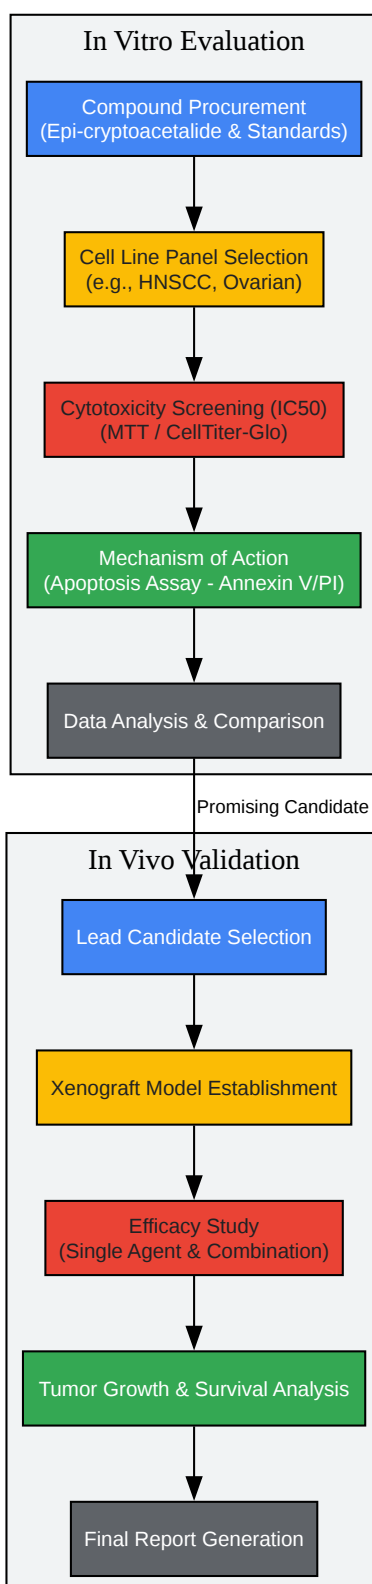 In Vitro Evaluation
Compound Procurement
(Epi-cryptoacetalide & Standards)
Cell Line Panel Selection
(e.g., HNSCC, Ovarian)
Cytotoxicity Screening (IC50)
(MTT / CellTiter-Glo)
Mechanism of Action
(Apoptosis Assay - Annexin V/PI)
Data Analysis & Comparison
Promising Candidate
In Vivo Validation
Lead Candidate Selection
Xenograft Model Establishment
Efficacy Study
(Single Agent & Combination)
Tumor Growth & Survival Analysis
Final Report Generation